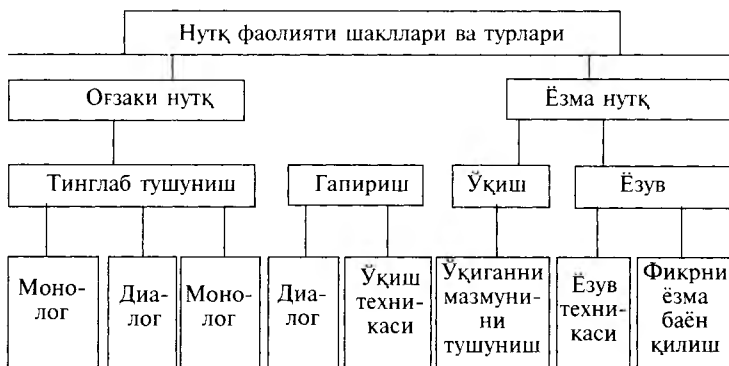 Нутқ фаолияти шакллари ва турлари
Оғзаки нутқ
Ёзма нутқ
Тинглаб тушуниш
Гапириш
Ўқиш
Ёзув
Моно-
лог
Диа-
лог
Моно-
лог
Диа-
лог
Ўқиш
техни-
каси
Ўқиганни
мазмуни-
ни
тушуниш
Ёзув
техни-
каси
Фикрни
ёзма
баён
қилиш